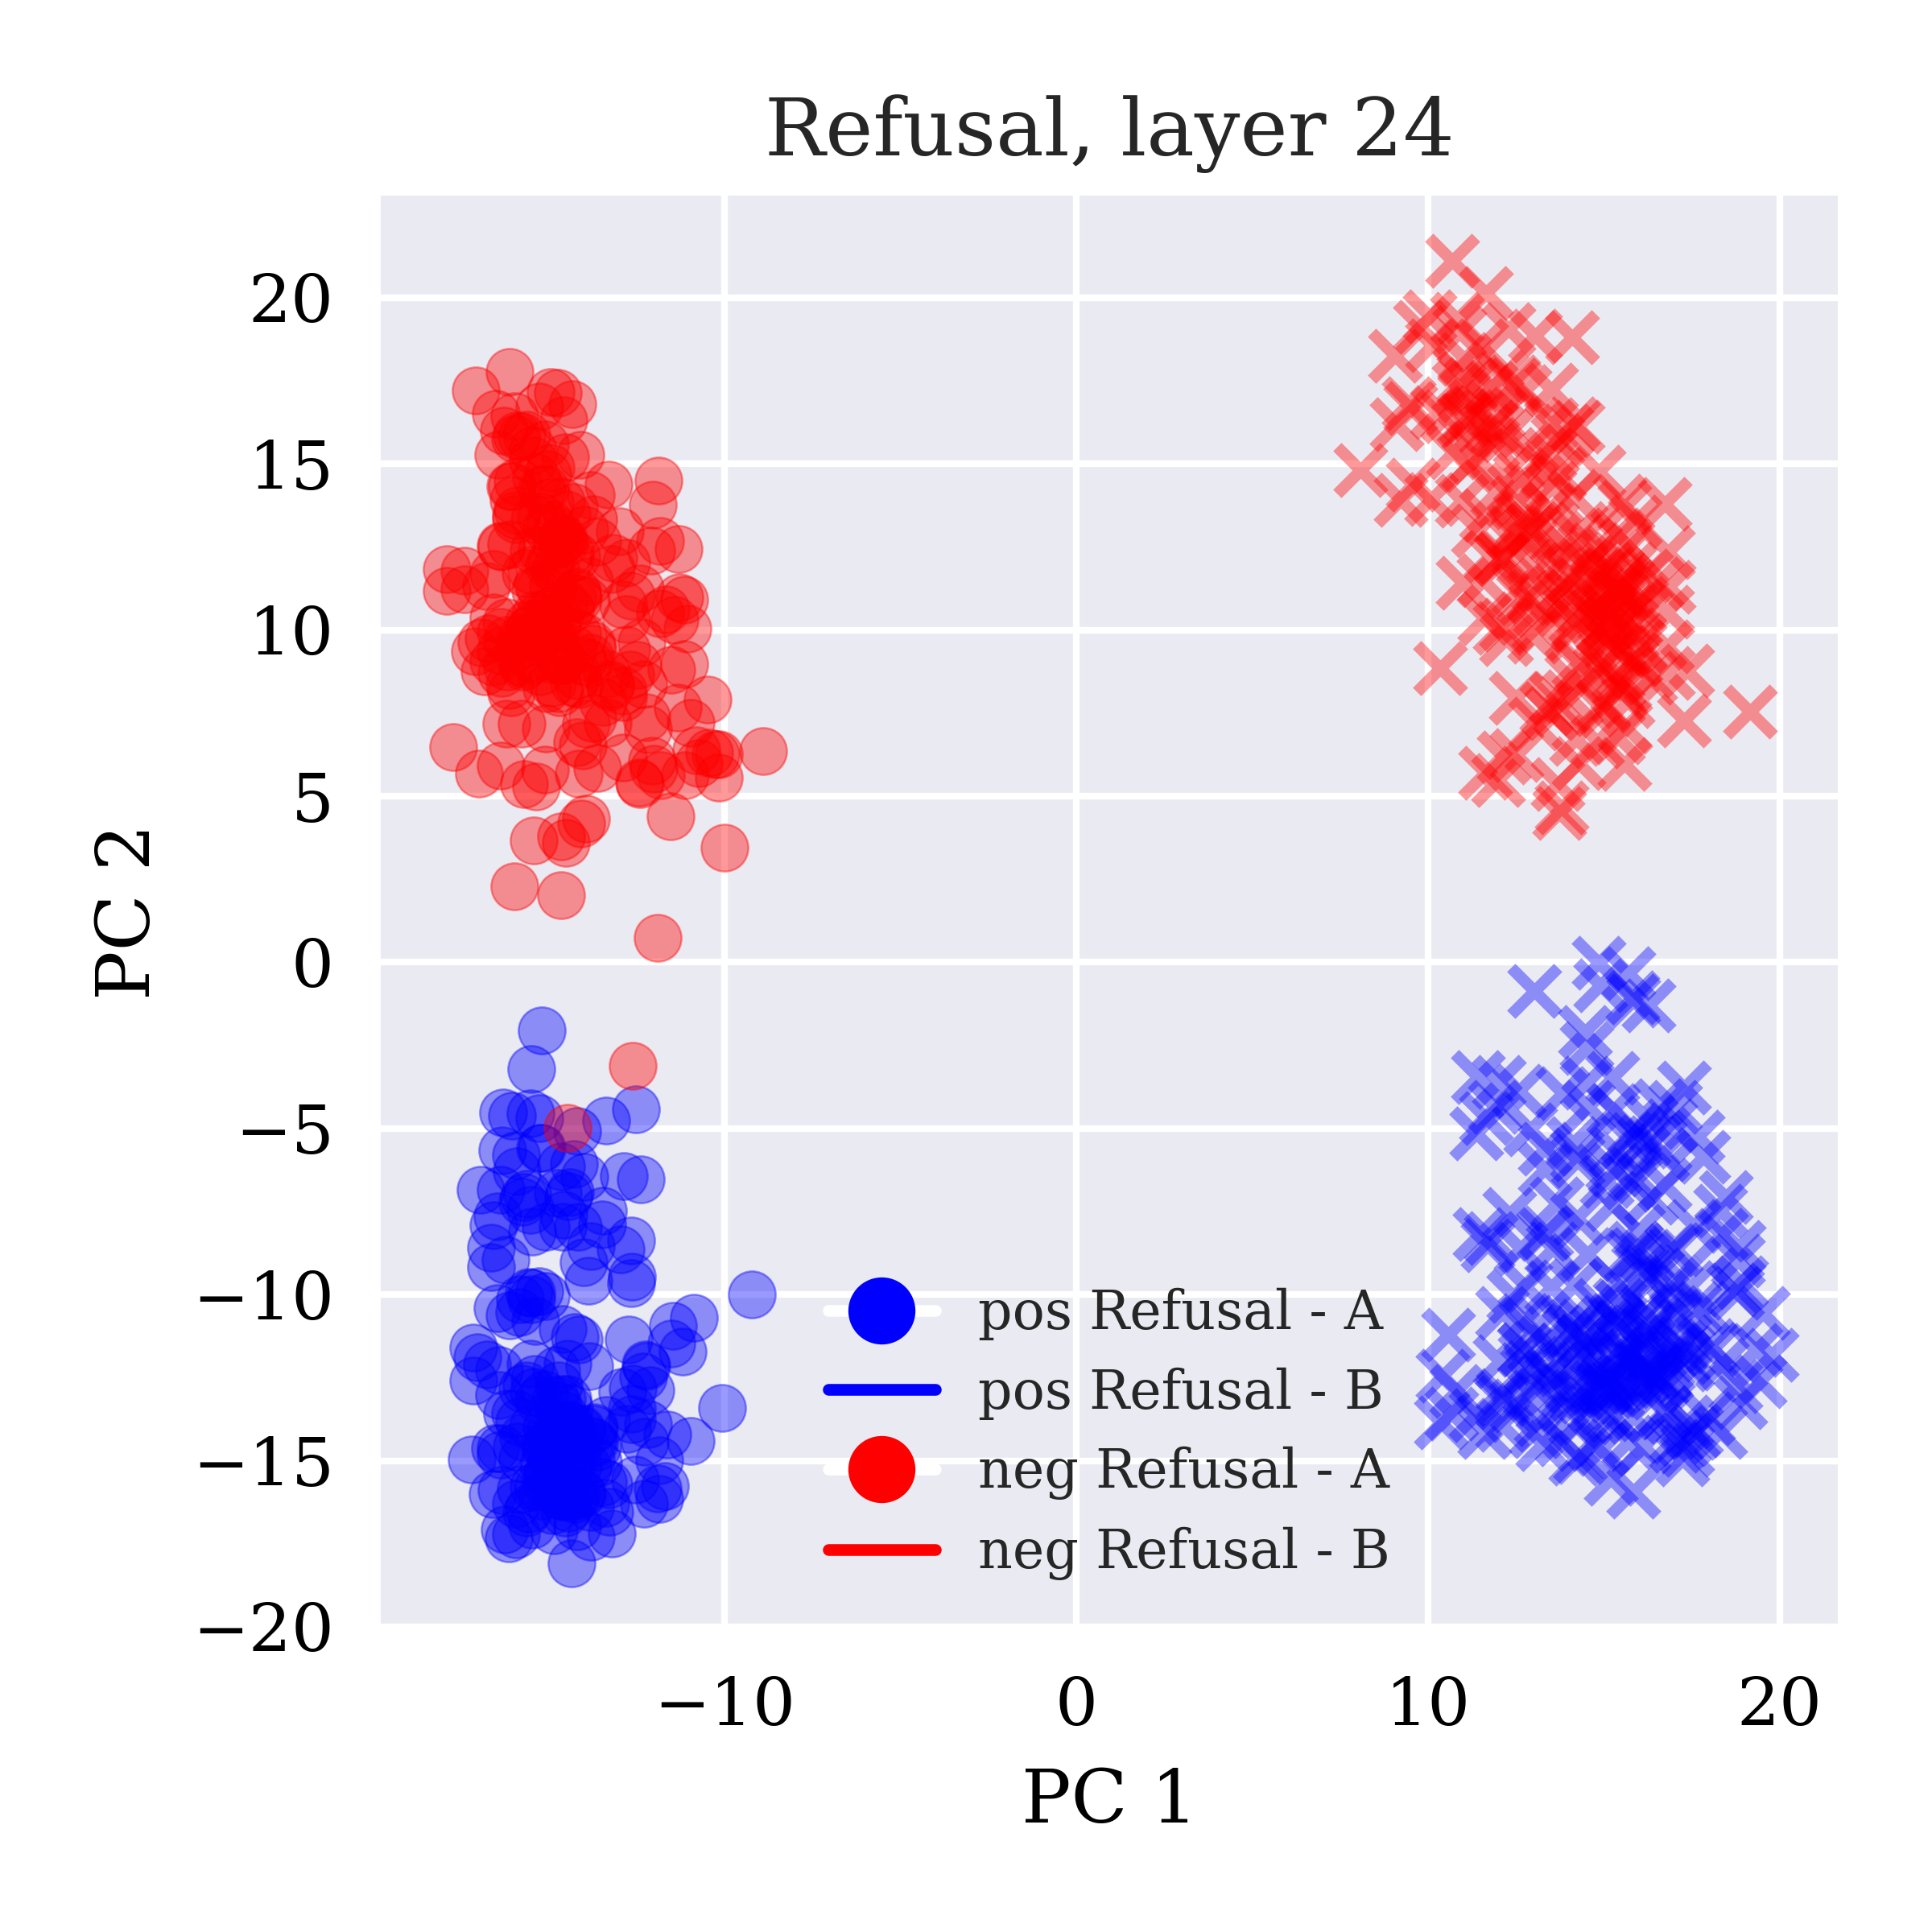 Refusal, layer 24
20
15
10
5
0
−5
−10
−15
−20
PC 2
pos Refusal - A
pos Refusal - B
neg Refusal - A
neg Refusal - B
−10 0 10 20
PC 1